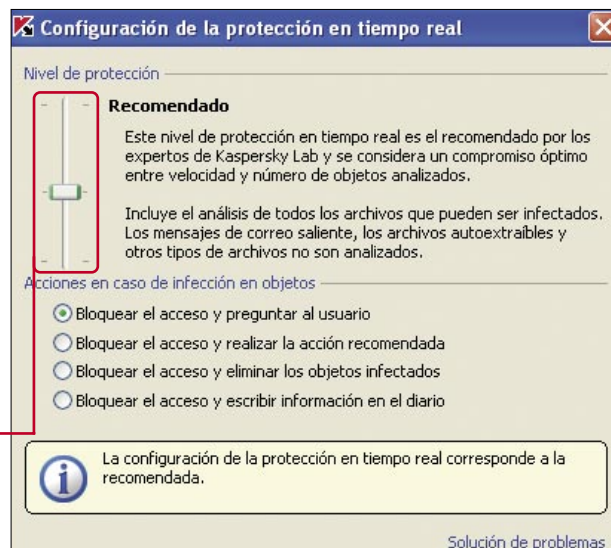 Configuración de la protección en tiempo real
Nivel de protección
Recomendado
Este nivel de protección en tiempo real es el recomendado por los
expertos de Kaspersky Lab y se considera un compromiso óptimo
entre velocidad y número de objetos analizados.
Incluye el análisis de todos los archivos que pueden ser infectados.
Los mensajes de correo saliente, los archivos autoextraíbles y
otros tipos de archivos no son analizados.
Acciones en caso de infección en objetos
Bloquear el acceso y preguntar al usuario
Bloquear el acceso y realizar la acción recomendada
Bloquear el acceso y eliminar los objetos infectados
Bloquear el acceso y escribir información en el diario
La configuración de la protección en tiempo real corresponde a la
recomendada.
Solución de problemas